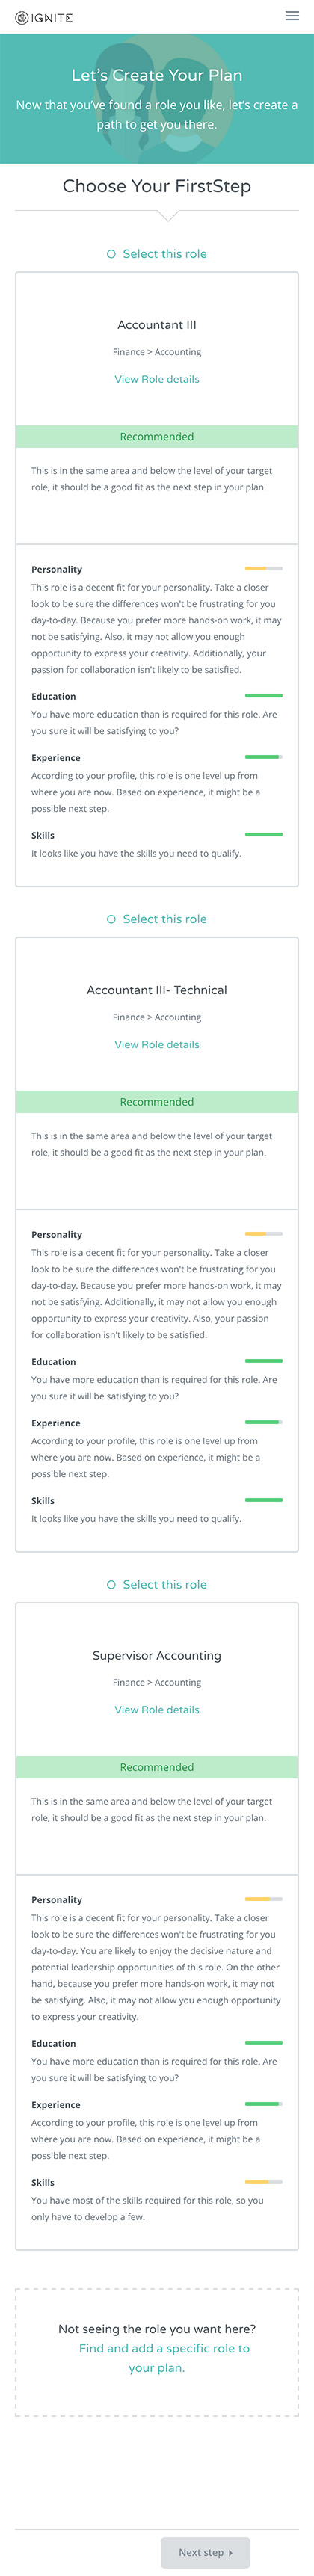 IGNITE
Let's Create Your Plan
Now that you've found a role you like, let's create a
path to get you there.
Choose Your FirstStep
Select this role
Accountant III
Finance > Accounting
View Role details
Recommended
This is in the same area and below the level of your target
role, it should be a good fit as the next step in your plan.
Personality
This role is a decent fit for your personality. Take a closer
look to be sure the differences won't be frustrating for you
day-to-day. Because you prefer more hands-on work, it may
not be satisfying. Also, it may not allow you enough
opportunity to express your creativity. Additionally, your
passion for collaboration isn't likely to be satisfied.
Education
You have more education than is required for this role. Are
you sure it will be satisfying to you?
Experience
According to your profile, this role is one level up from
where you are now. Based on experience, it might be a
possible next step.
Skills
It looks like you have the skills you need to qualify.
Select this role
Accountant III- Technical
Finance > Accounting
View Role details
Recommended
This is in the same area and below the level of your target
role, it should be a good fit as the next step in your plan.
Personality
This role is a decent fit for your personality. Take a closer
look to be sure the differences won't be frustrating for you
day-to-day. Because you prefer more hands-on work, it may
not be satisfying. Additionally, it may not allow you enough
opportunity to express your creativity. Also, your passion
for collaboration isn't likely to be satisfied.
Education
You have more education than is required for this role. Are
you sure it will be satisfying to you?
Experience
According to your profile, this role is one level up from
where you are now. Based on experience, it might be a
possible next step.
Skills
It looks like you have the skills you need to qualify.
Select this role
Supervisor Accounting
Finance > Accounting
View Role details
Recommended
This is in the same area and below the level of your target
role, it should be a good fit as the next step in your plan.
Personality
This role is a decent fit for your personality. Take a closer
look to be sure the differences won't be frustrating for you
day-to-day. You are likely to enjoy the decisive nature and
potential leadership opportunities of this role. On the other
hand, because you prefer more hands-on work, it may not
be satisfying. Also, it may not allow you enough opportunity
to express your creativity.
Education
You have more education than is required for this role. Are
you sure it will be satisfying to you?
Experience
According to your profile, this role is one level up from
where you are now. Based on experience, it might be a
possible next step.
Skills
You have most of the skills required for this role, so you
only have to develop a few.
Not seeing the role you want here?
Find and add a specific role to
your plan.
Next step